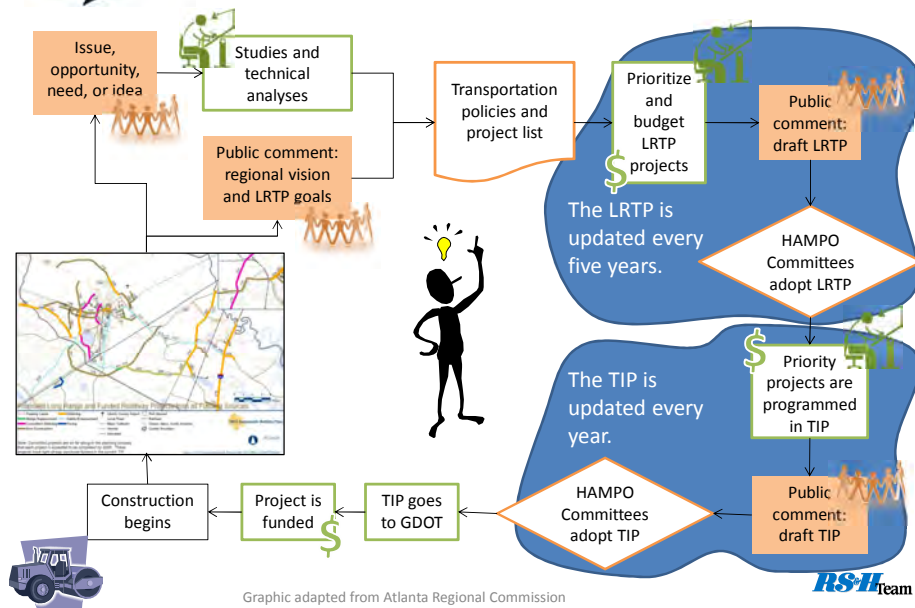 Issue,
opportunity,
need, or idea
Studies and
technical
analyses
Public comment:
regional vision
and LRTP goals
Transportation
policies and
project list
Prioritize
and
budget
LRTP
projects
$
Public
comment:
draft LRTP
The LRTP is
updated every
five years.
HAMPO
Committees
adopt LRTP
$
Priority
projects are
programmed
in TIP
The TIP is
updated every
year.
Public
comment:
draft TIP
HAMPO
Committees
adopt TIP
TIP goes
to GDOT
Project is
funded
$
Construction
begins
Graphic adapted from Atlanta Regional Commission
RS&H Team